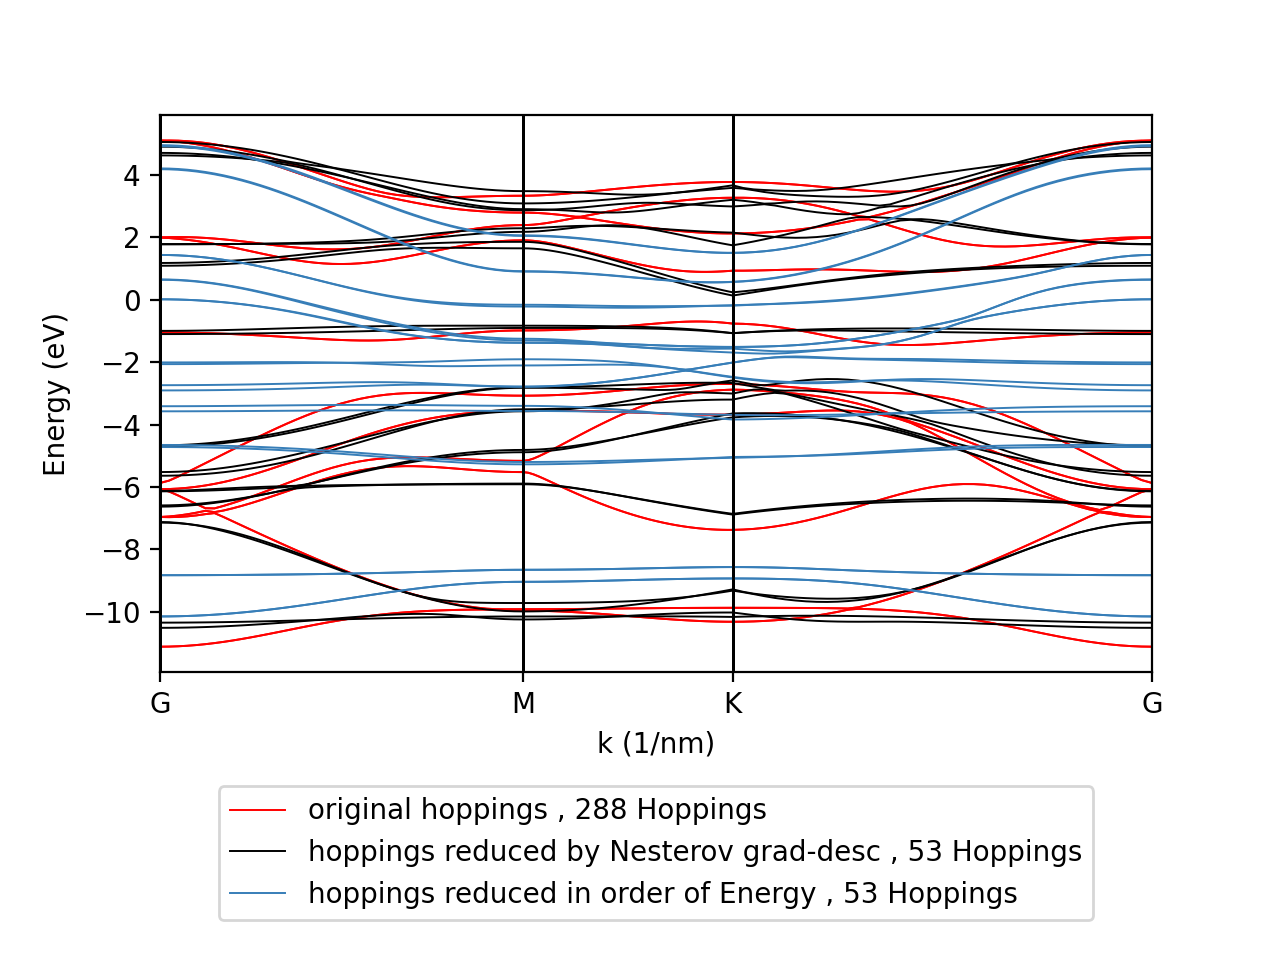 4
2
0
−2
−4
−6
−8
−10
Energy (eV)
G M K G
k (1/nm)
original hoppings , 288 Hoppings
hoppings reduced by Nesterov grad-desc , 53 Hoppings
hoppings reduced in order of Energy , 53 Hoppings